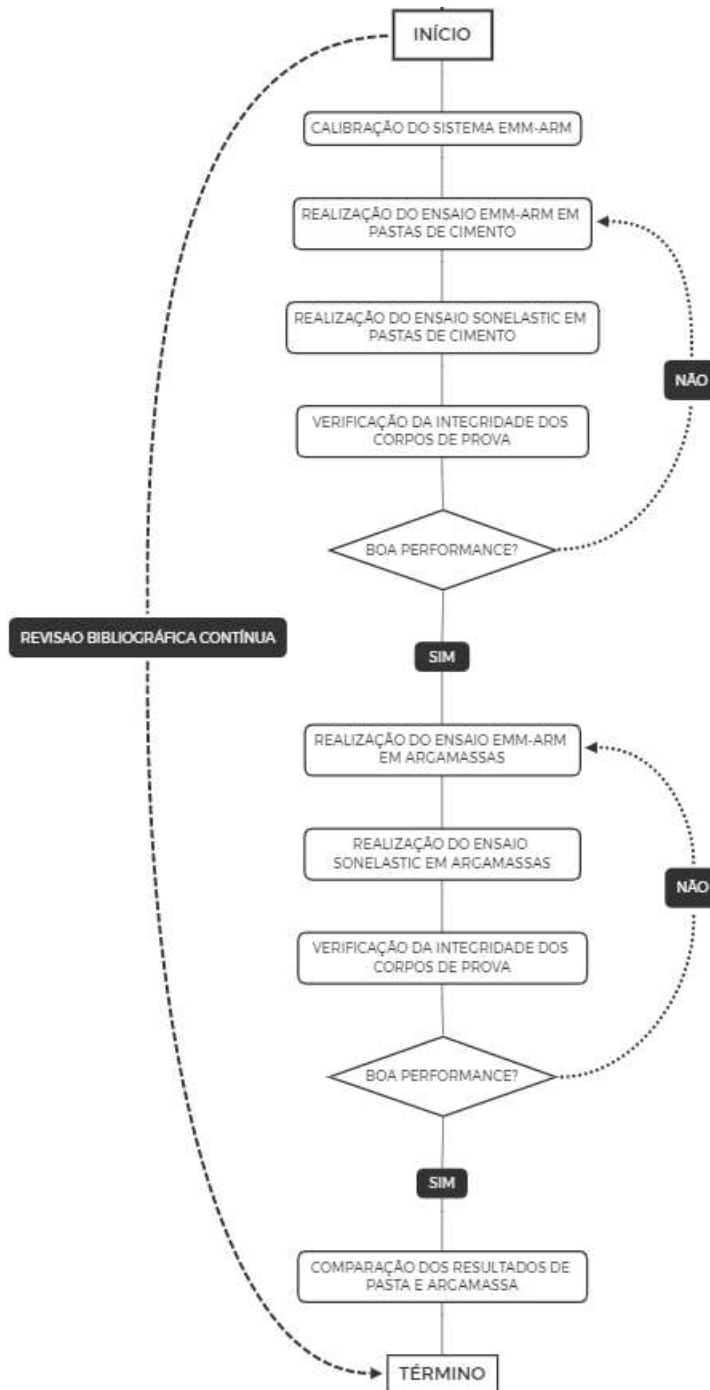 INÍCIO
CALIBRAÇÃO DO SISTEMA EMM-ARM
REALIZAÇÃO DO ENSAIO EMM-ARM EM
PASTAS DE CIMENTO
REALIZAÇÃO DO ENSAIO SONELASTIC EM
PASTAS DE CIMENTO
NÃO
VERIFICAÇÃO DA INTEGRIDADE DOS
CORPOS DE PROVA
BOA PERFORMANCE?
REVISAO BIBLIOGRÁFICA CONTÍNUA
SIM
REALIZAÇÃO DO ENSAIO EMM-ARM
EM ARGAMASSAS
REALIZAÇÃO DO ENSAIO
SONELASTIC EM ARGAMASSAS
NÃO
VERIFICAÇÃO DA INTEGRIDADE DOS
CORPOS DE PROVA
BOA PERFORMANCE?
SIM
COMPARAÇÃO DOS RESULTADOS DE
PASTA E ARGAMASSA
TÉRMINO